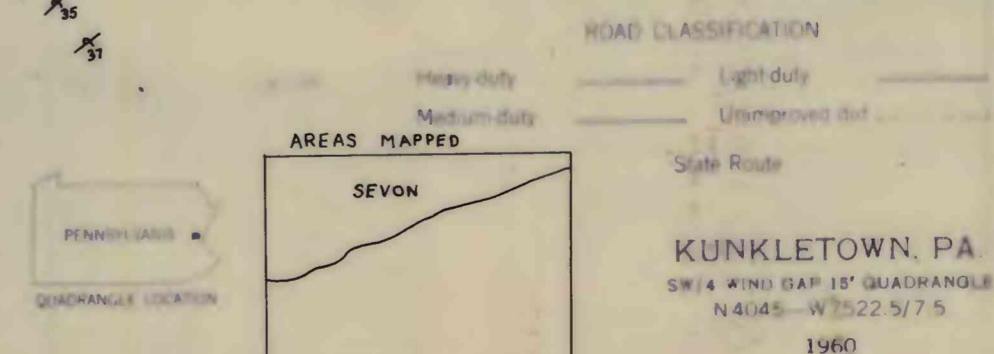 35
37
ROAD CLASSIFICATION
Heavy-duty
Light-duty
Medium-duty
Unimproved dirt
State Route
AREAS MAPPED
SEVON
PENNSYLVANIA
QUADRANGLE LOCATION
KUNKLETOWN, PA.
SW/4 WIND GAP 15' QUADRANGLE
N4045—W7522.5/7.5
1960